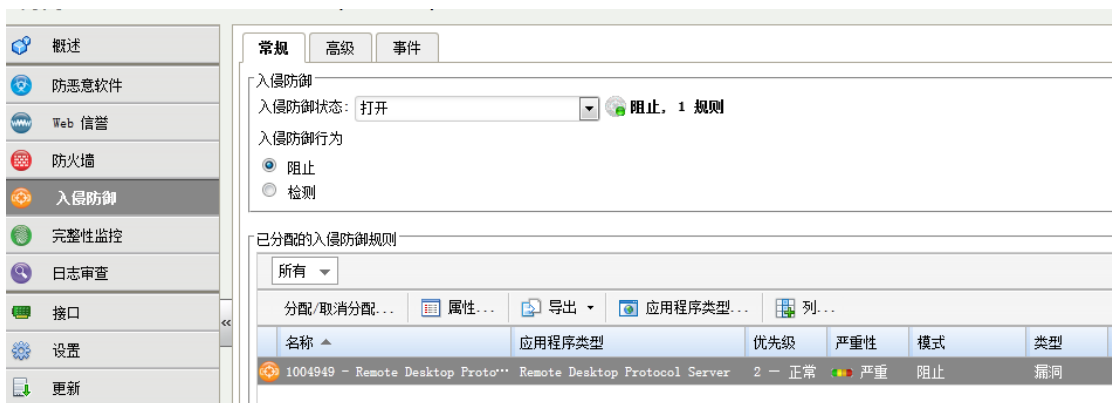 概述
防恶意软件
Web 信誉
防火墙
入侵防御
完整性监控
日志审查
接口
设置
更新
«
常规 高级 事件
入侵防御
入侵防御状态: 打开 阻止, 1 规则
入侵防御行为
阻止
检测
已分配的入侵防御规则
所有
分配/取消分配... 属性... 导出 应用程序类型... 列...
名称 应用程序类型 优先级 严重性 模式 类型
1004949 - Remote Desktop Proto... Remote Desktop Protocol Server 2 - 正常 严重 阻止 漏洞